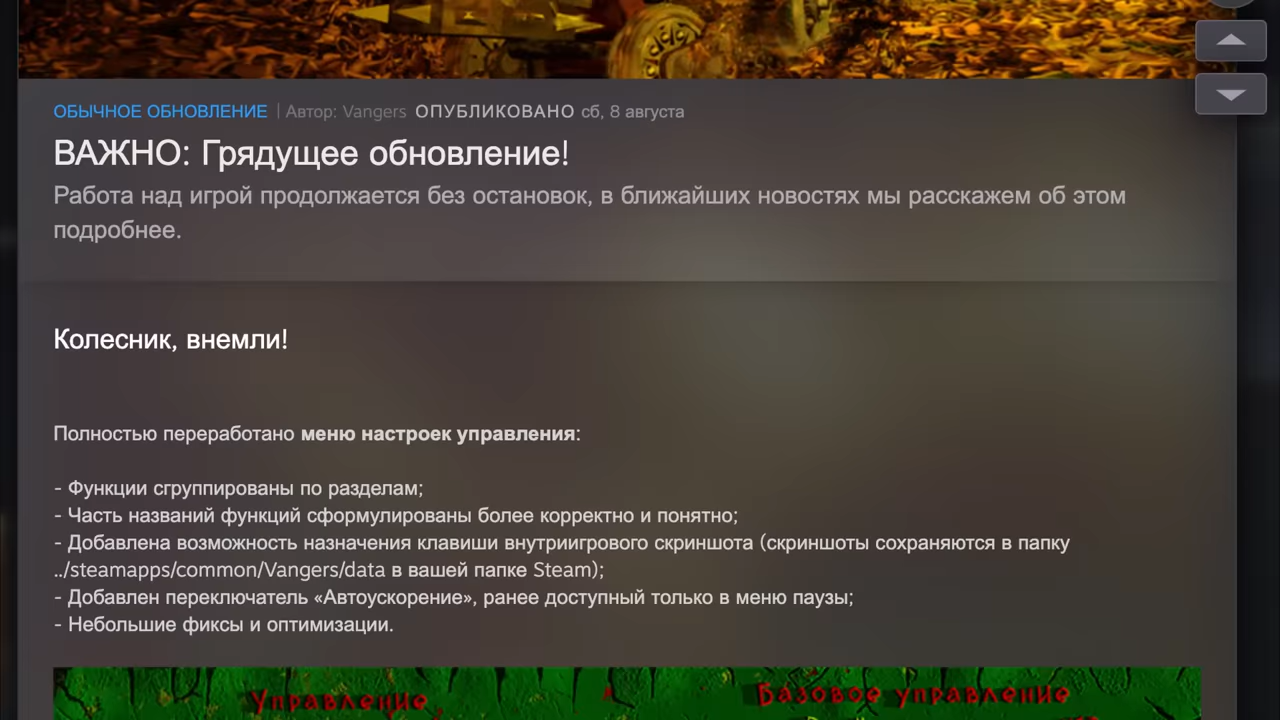 ОБЫЧНОЕ ОБНОВЛЕНИЕ | Автор: Vangers ОПУБЛИКОВАНО сб, 8 августа
ВАЖНО: Грядущее обновление!
Работа над игрой продолжается без остановок, в ближайших новостях мы расскажем об этом
подробнее.
Колесник, внемли!
Полностью переработано меню настроек управления:
- Функции сгруппированы по разделам;
- Часть названий функций сформулированы более корректно и понятно;
- Добавлена возможность назначения клавиши внутриигрового скриншота (скриншоты сохраняются в папку
../steamapps/common/Vangers/data в вашей папке Steam);
- Добавлен переключатель «Автоускорение», ранее доступный только в меню паузы;
- Небольшие фиксы и оптимизации.
Управление Базовое управление